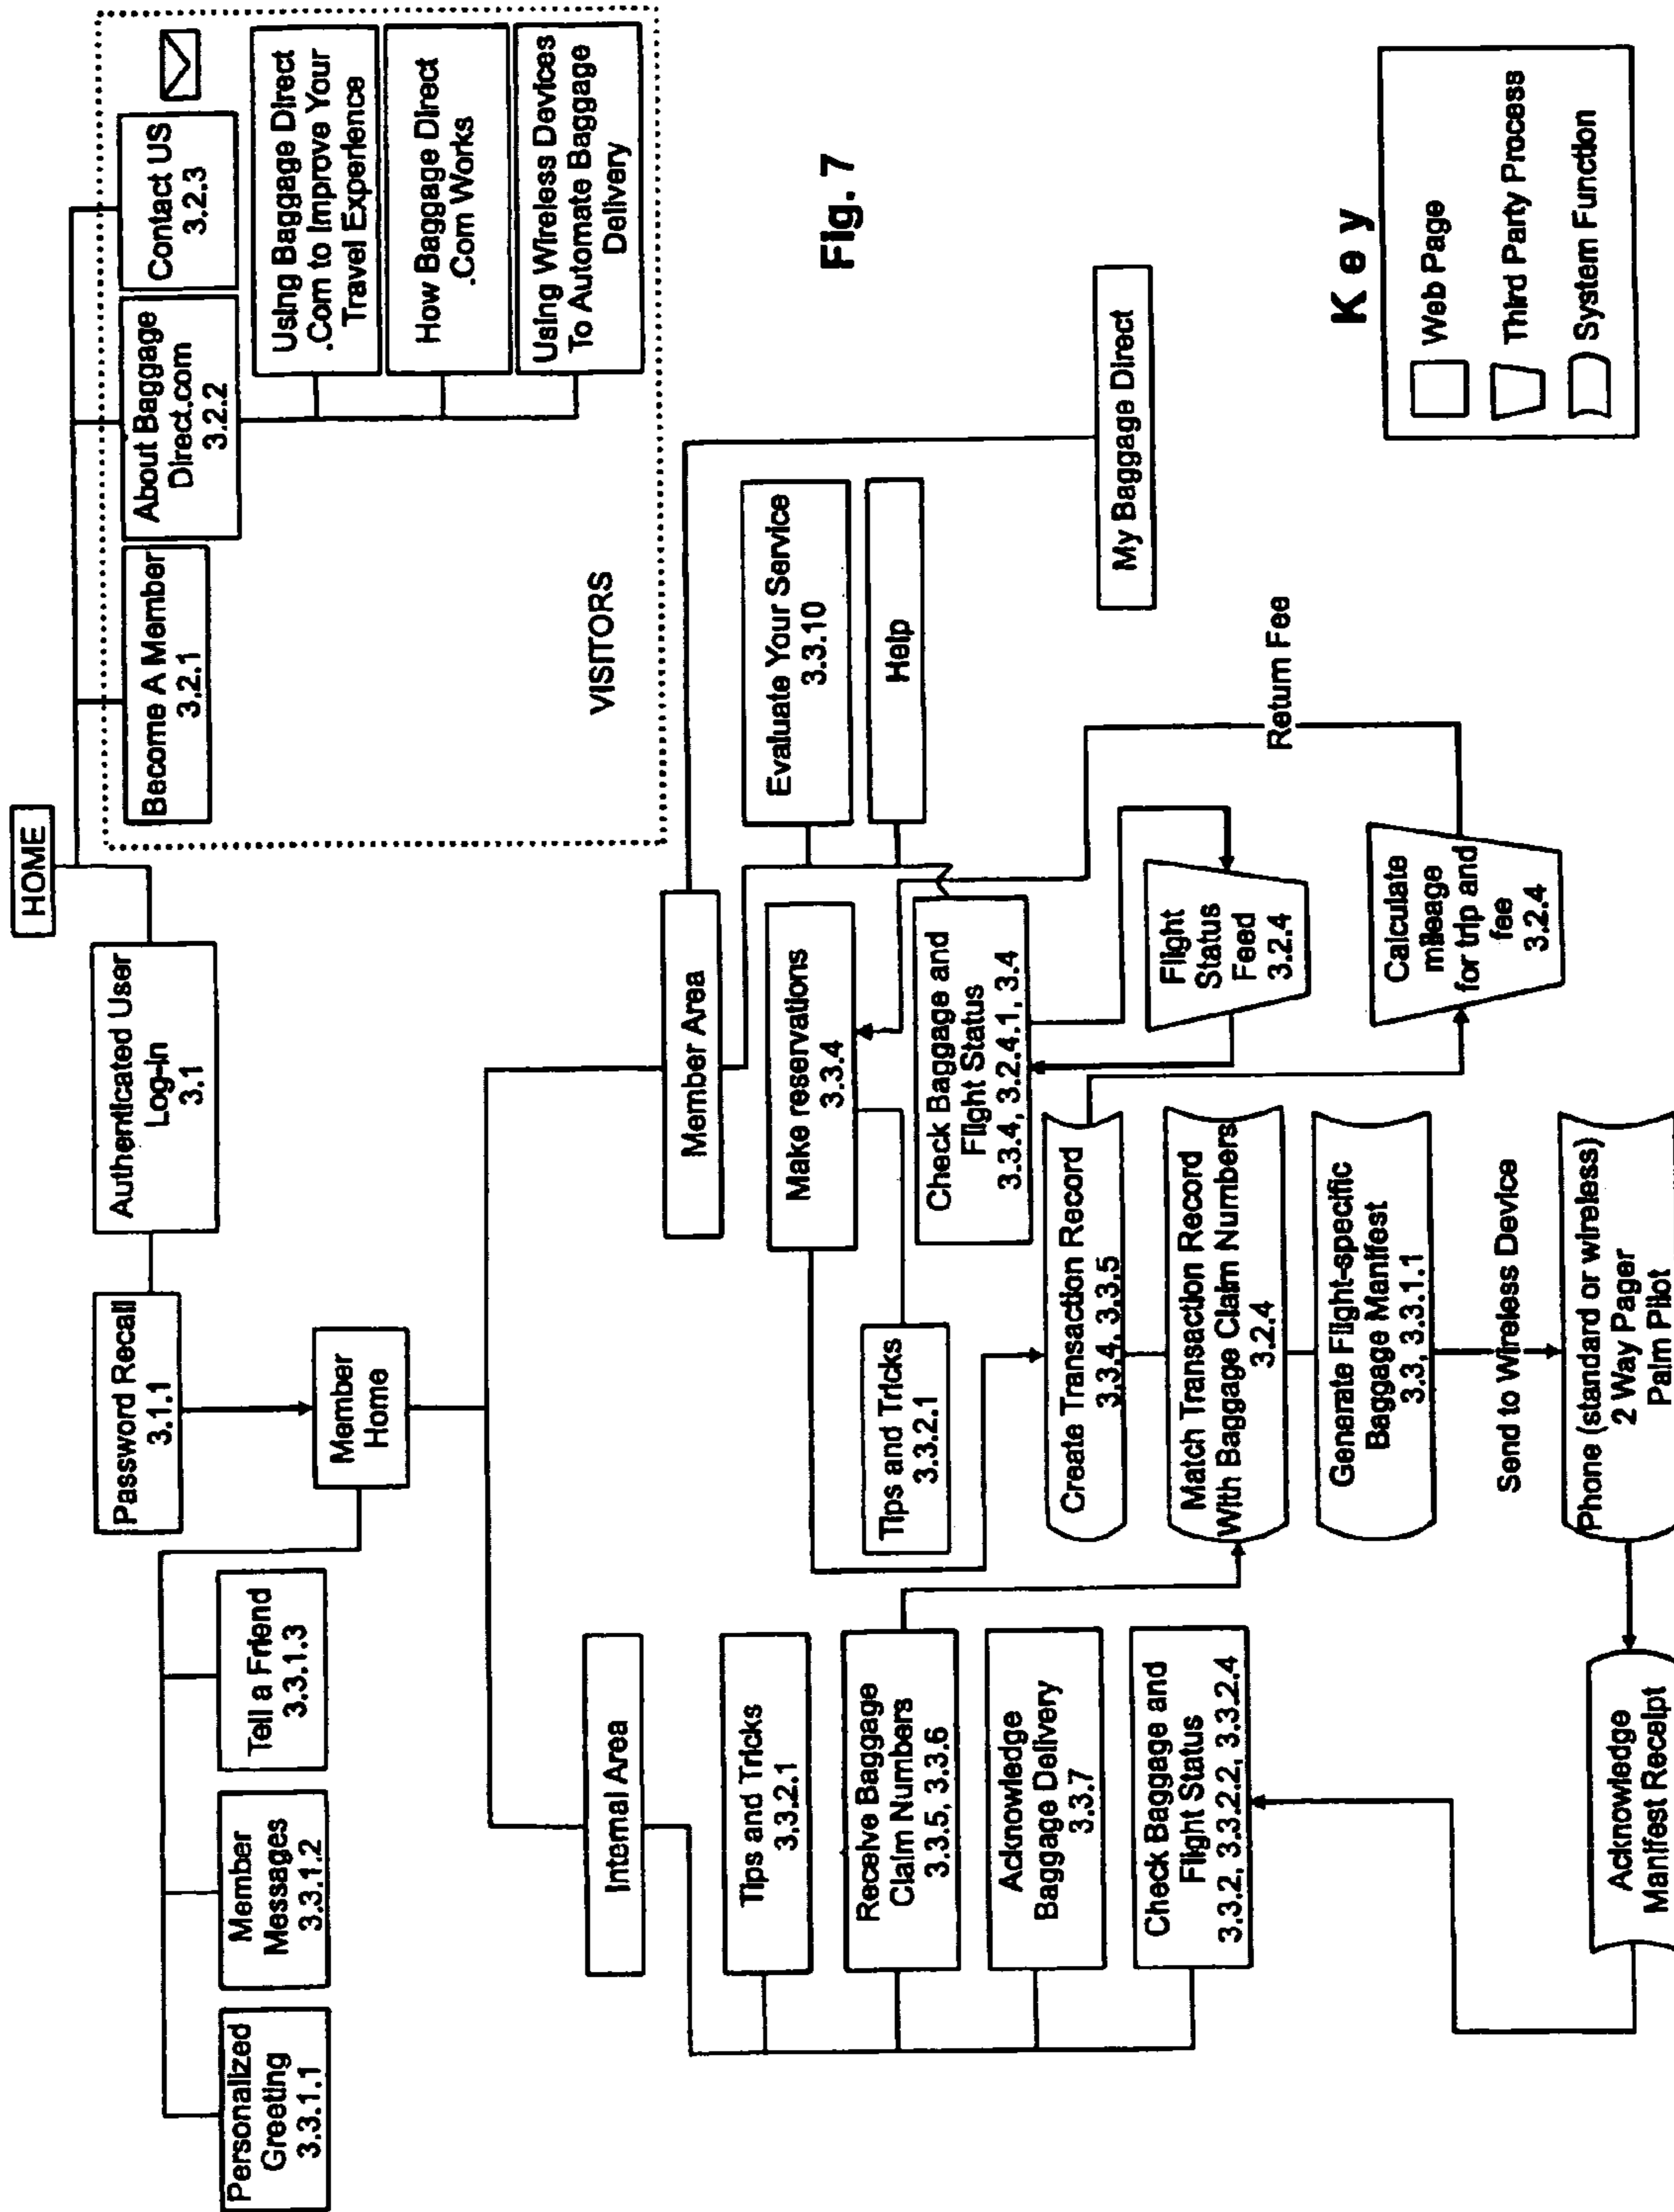 HOME
Authenticated User
Log-in
3.1
Password Recall
3.1.1
Member
Home
Personalized
Greeting
3.3.1.1
Member
Messages
3.3.1.2
Tell a Friend
3.3.1.3
Become A Member
3.2.1
About Baggage
Direct.com
3.2.2
Contact US
3.2.3
Using Baggage Direct
.Com to Improve Your
Travel Experience
How Baggage Direct
.Com Works
Using Wireless Devices
To Automate Baggage
Delivery
VISITORS
Internal Area
Tips and Tricks
3.3.2.1
Receive Baggage
Claim Numbers
3.3.5, 3.3.6
Acknowledge
Baggage Delivery
3.3.7
Check Baggage and
Flight Status
3.3.2, 3.3.2.2, 3.3.2.4
Member Area
Make reservations
3.3.4
Evaluate Your Service
3.3.10
Help
Tips and Tricks
3.3.2.1
Check Baggage and
Flight Status
3.3.4, 3.2.4.1, 3.4
My Baggage Direct
Create Transaction Record
3.3.4, 3.3.5
Flight
Status
Feed
3.2.4
Match Transaction Record
With Baggage Claim Numbers
3.2.4
Return Fee
Generate Flight-specific
Baggage Manifest
3.3, 3.3.1.1
Calculate
mileage
for trip and
fee
3.2.4
Send to Wireless Device
Phone (standard or wireless)
2 Way Pager
Palm Pilot
Acknowledge
Manifest Receipt
Fig. 7
Key
Web Page
Third Party Process
System Function